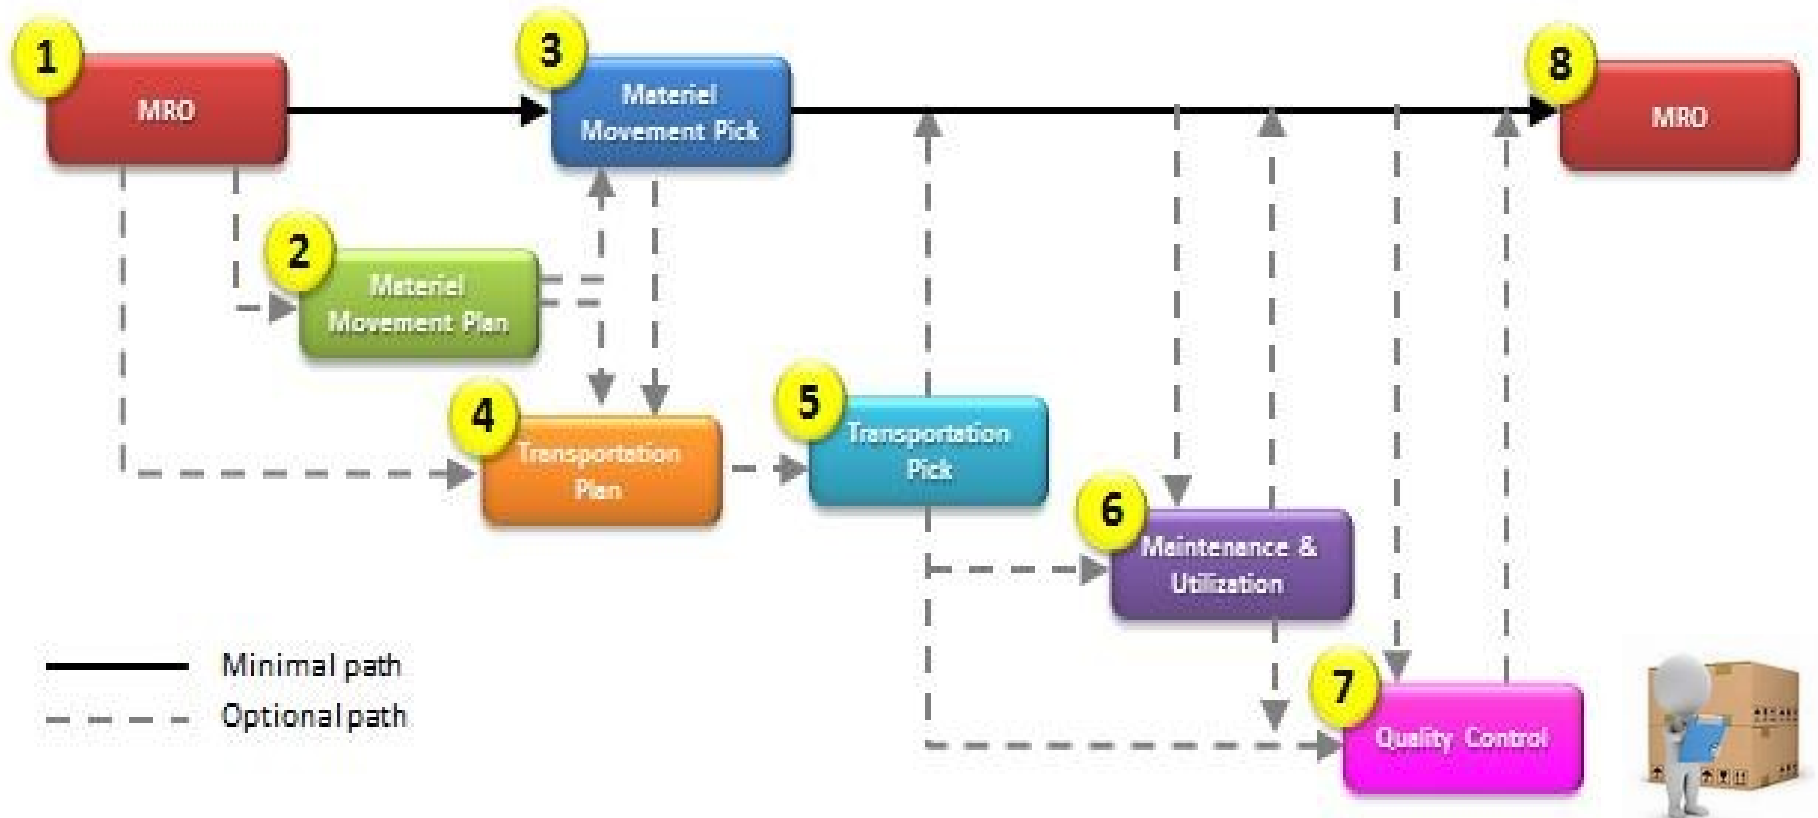 1
MRO
3
Materiel
Movement Pick
8
MRO
2
Materiel
Movement Plan
4
Transportation
Plan
5
Transportation
Pick
6
Maintenance &
Utilization
7
Quality Control
Minimal path
Optional path